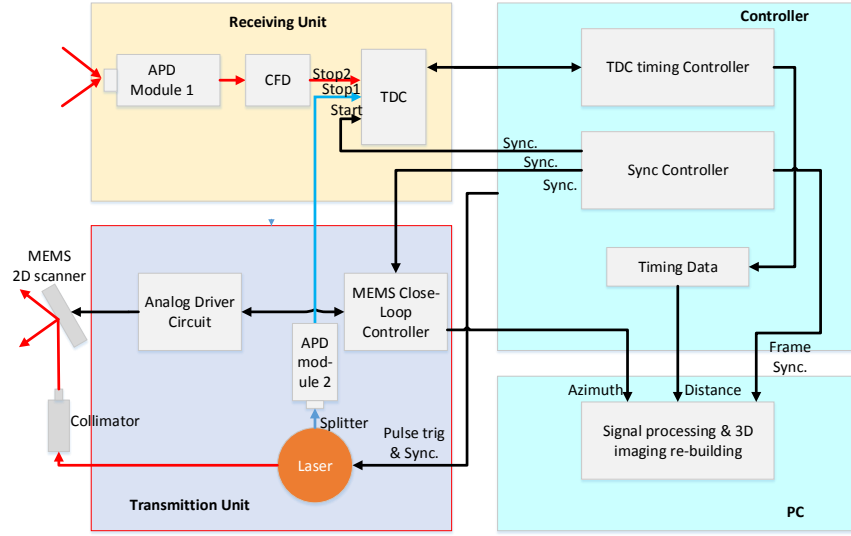 Receiving Unit
Controller
APD
Module 1
CFD
Stop2
Stop1
Start
TDC
TDC timing Controller
Sync.
Sync.
Sync.
Sync Controller
MEMS
2D scanner
Analog Driver
Circuit
MEMS Close-
Loop
Controller
Timing Data
APD
mod-
ule 2
Frame
Sync.
Azimuth
Distance
Collimator
Splitter
Pulse trig
& Sync.
Laser
Signal processing & 3D
imaging re-building
Transmittion Unit
PC